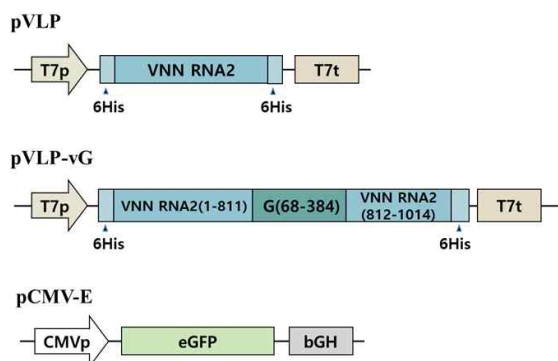 pVLP
T7p VNN RNA2 T7t
6His 6His
pVLP-vG
T7p VNN RNA2(1-811) G(68-384) VNN RNA2 (812-1014) T7t
6His 6His
pCMV-E
CMVp eGFP bGH